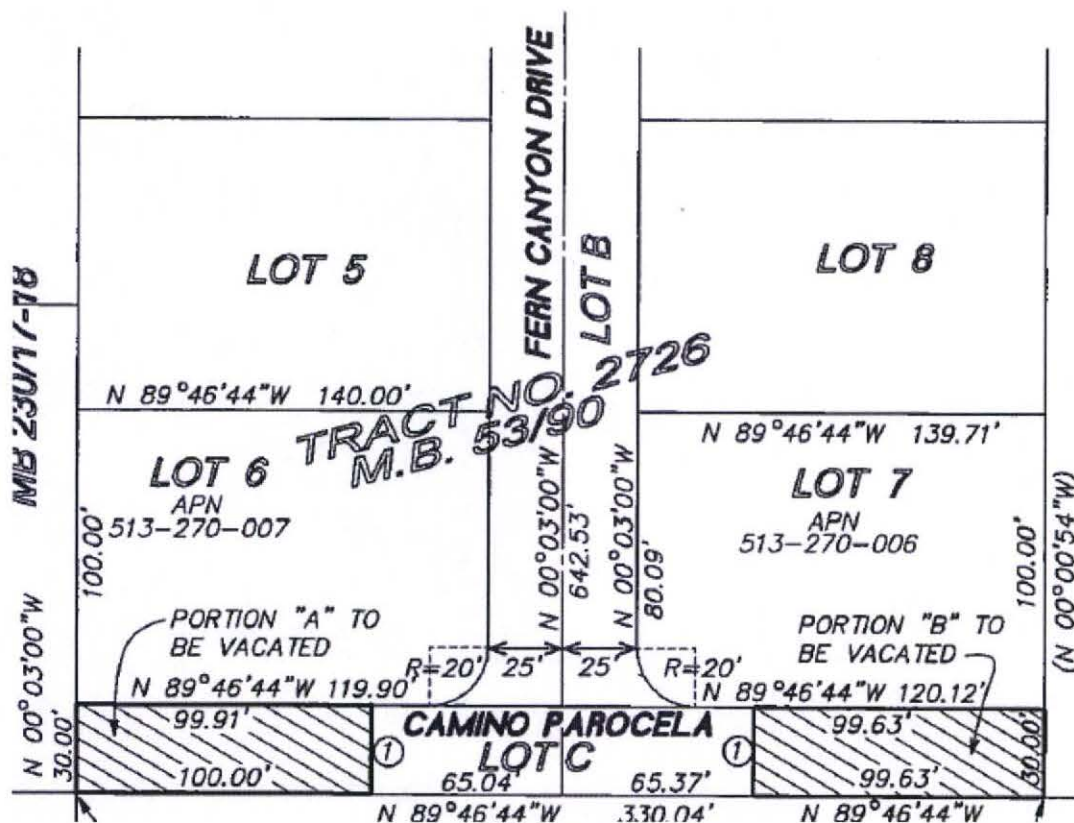 FERN CANYON DRIVE
LOT B
LOT 5
LOT 8
MB 230/17-18
TRACT NO. 2726
M.B. 53/90
N 89°46'44"W 140.00'
N 89°46'44"W 139.71'
LOT 6
APN
513-270-007
LOT 7
APN
513-270-006
100.00'
N 00°03'00"W
642.53'
N 00°03'00"W
80.09'
100.00'
(N 00°00'54"W)
PORTION "A" TO
BE VACATED
PORTION "B" TO
BE VACATED
R=20'
25'
25'
R=20'
N 89°46'44"W 119.90'
N 89°46'44"W 120.12'
N 00°03'00"W
30.00'
99.91'
100.00'
1
CAMINO PAROCELA
LOT C
65.04'
65.37'
1
99.63'
99.63'
30.00'
N 89°46'44"W 330.04'
N 89°46'44"W